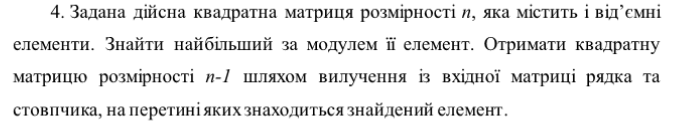 4. Задана дійсна квадратна матриця розмірності n, яка містить і від’ємні
елементи. Знайти найбільший за модулем її елемент. Отримати квадратну
матрицю розмірності n-1 шляхом вилучення із вхідної матриці рядка та
стовпчика, на перетині яких знаходиться знайдений елемент.